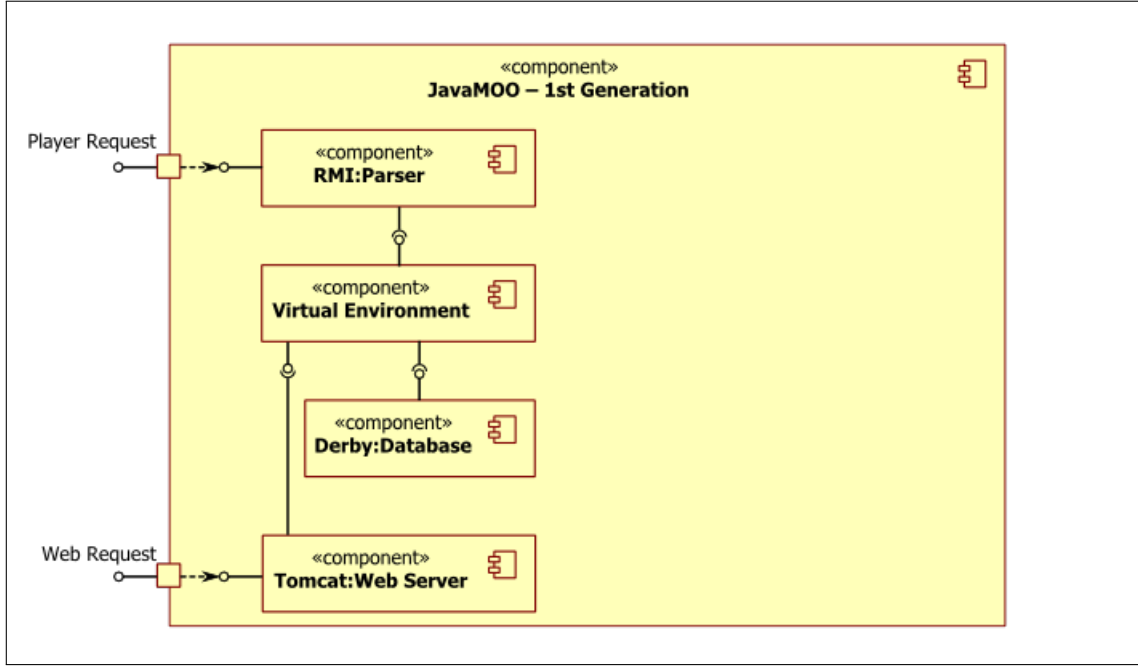 «component»
JavaMOO – 1st Generation
Player Request
«component»
RMI:Parser
«component»
Virtual Environment
«component»
Derby:Database
Web Request
«component»
Tomcat:Web Server